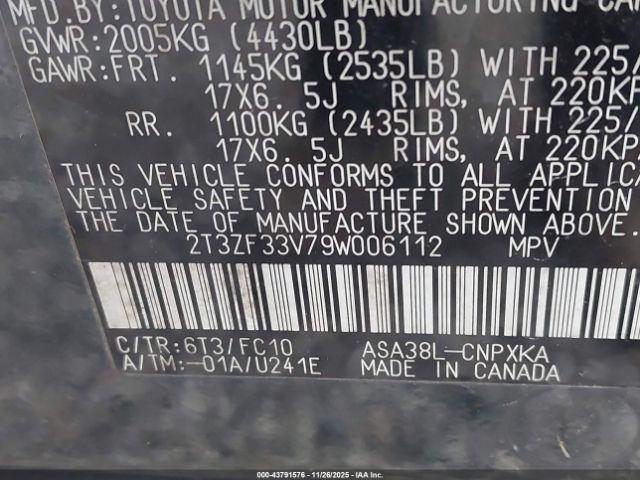 MFD.BY:TOYOTA MOTOR MANUFACTURING CAN
GVWR:2005KG (4430LB)
GAWR:FRT. 1145KG (2535LB) WITH 225/
17X6. 5J RIMS, AT 220KP
RR. 1100KG (2435LB) WITH 225/
17X6. 5J RIMS, AT 220KP
THIS VEHICLE CONFORMS TO ALL APPLICA
VEHICLE SAFETY AND THEFT PREVENTION
THE DATE OF MANUFACTURE SHOWN ABOVE.
2T3ZF33V79W006112 MPV
C/TR:6T3/FC10 ASA38L-CNPXKA
A/TM:-01A/U241E MADE IN CANADA
000-43791576 - 11/26/2025 - IAA Inc.